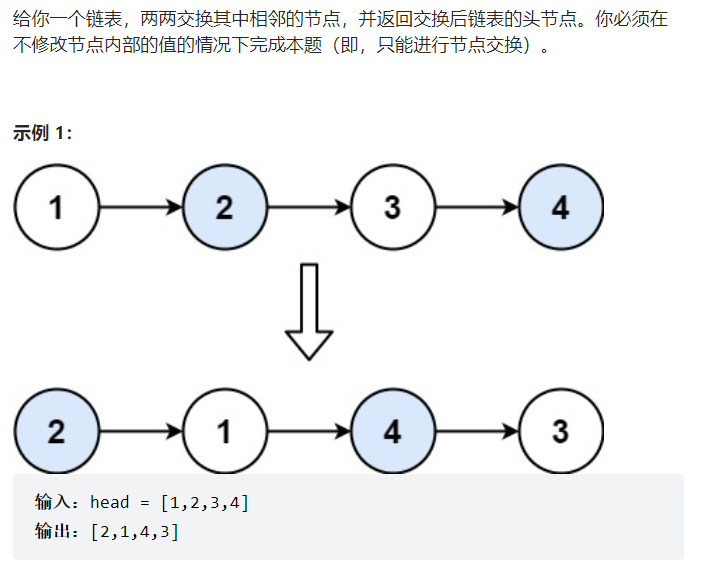 给你一个链表，两两交换其中相邻的节点，并返回交换后链表的头节点。你必须在
不修改节点内部的值的情况下完成本题（即，只能进行节点交换）。
示例 1：
1 2 3 4
2 1 4 3
输入：head = [1,2,3,4]
输出：[2,1,4,3]